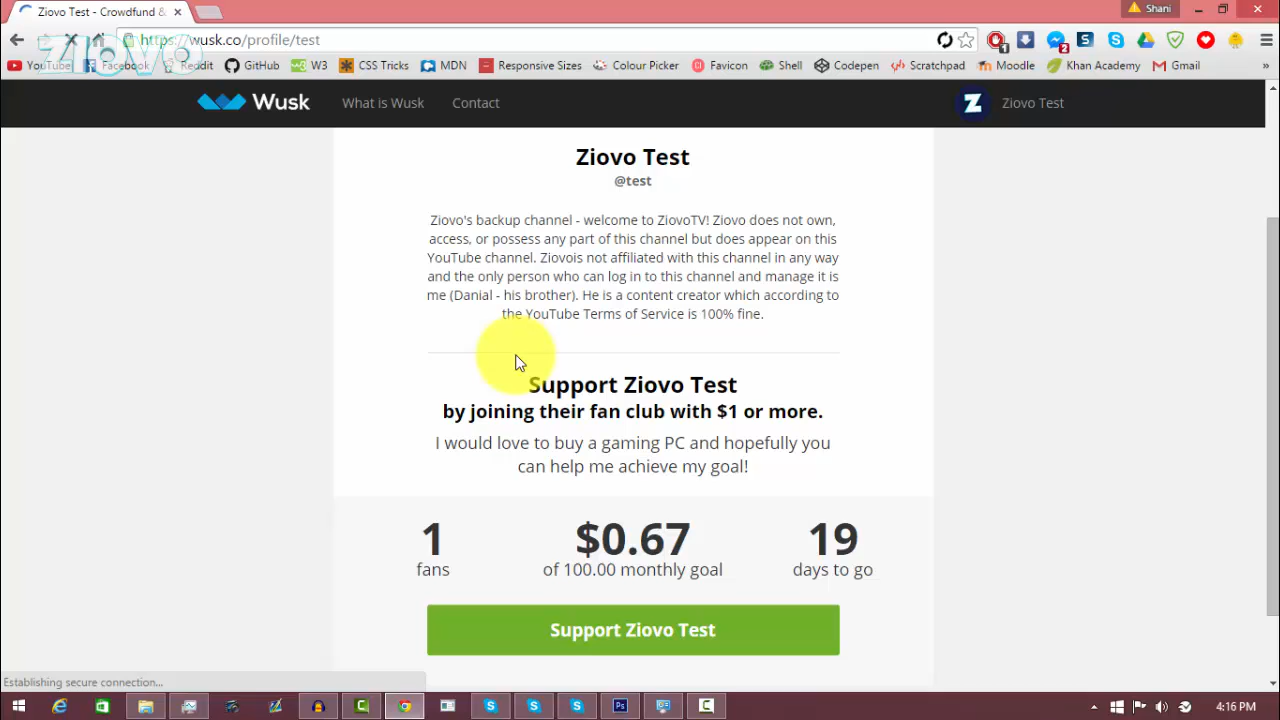 Ziovo Test - Crowdfund &
Shani
https://wusk.co/profile/test
ziovo
YouTube
Facebook
Reddit
GitHub
W3
CSS Tricks
MDN
Responsive Sizes
Colour Picker
Favicon
Shell
Codepen
Scratchpad
Moodle
Khan Academy
Gmail
Wusk
What is Wusk
Contact
Z
Ziovo Test
Ziovo Test
@test
Ziovo's backup channel - welcome to ZiovoTV! Ziovo does not own,
access, or possess any part of this channel but does appear on this
YouTube channel. Ziovois not affiliated with this channel in any way
and the only person who can log in to this channel and manage it is
me (Danial - his brother). He is a content creator which according to
the YouTube Terms of Service is 100% fine.
Support Ziovo Test
by joining their fan club with $1 or more.
I would love to buy a gaming PC and hopefully you
can help me achieve my goal!
1
fans
$0.67
of 100.00 monthly goal
19
days to go
Support Ziovo Test
Establishing secure connection...
4:16 PM